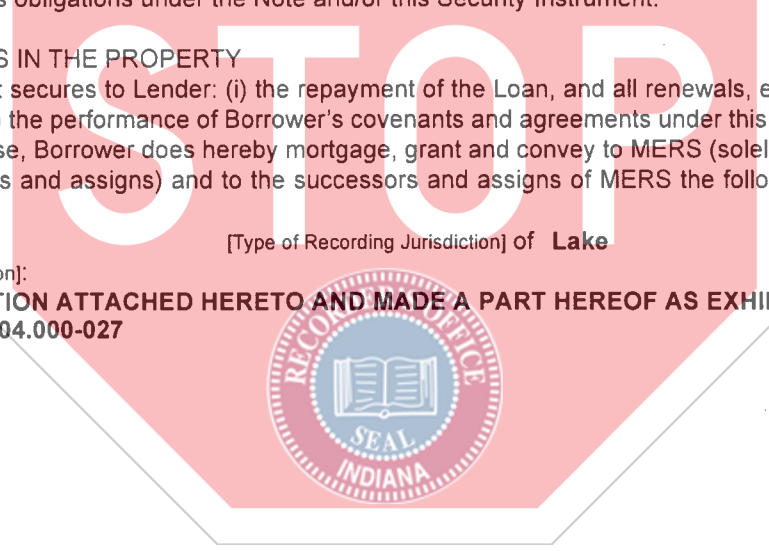 s obligations under the Note and/or this Security Instrument.
S IN THE PROPERTY
t secures to Lender: (i) the repayment of the Loan, and all renewals, e
the performance of Borrower's covenants and agreements under this
se, Borrower does hereby mortgage, grant and convey to MERS (solel
s and assigns) and to the successors and assigns of MERS the follo
[Type of Recording Jurisdiction] of Lake
on]:
TION ATTACHED HERETO AND MADE A PART HEREOF AS EXHI
04.000-027
STOP
RECORDER'S OFFICE
SEAL
INDIANA